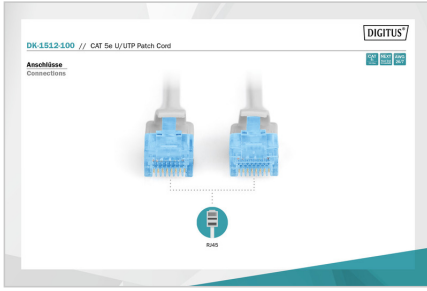 DIGITUS®
DK-1512-100 // CAT 5e U/UTP Patch Cord
Anschlüsse
Connections
RJ45